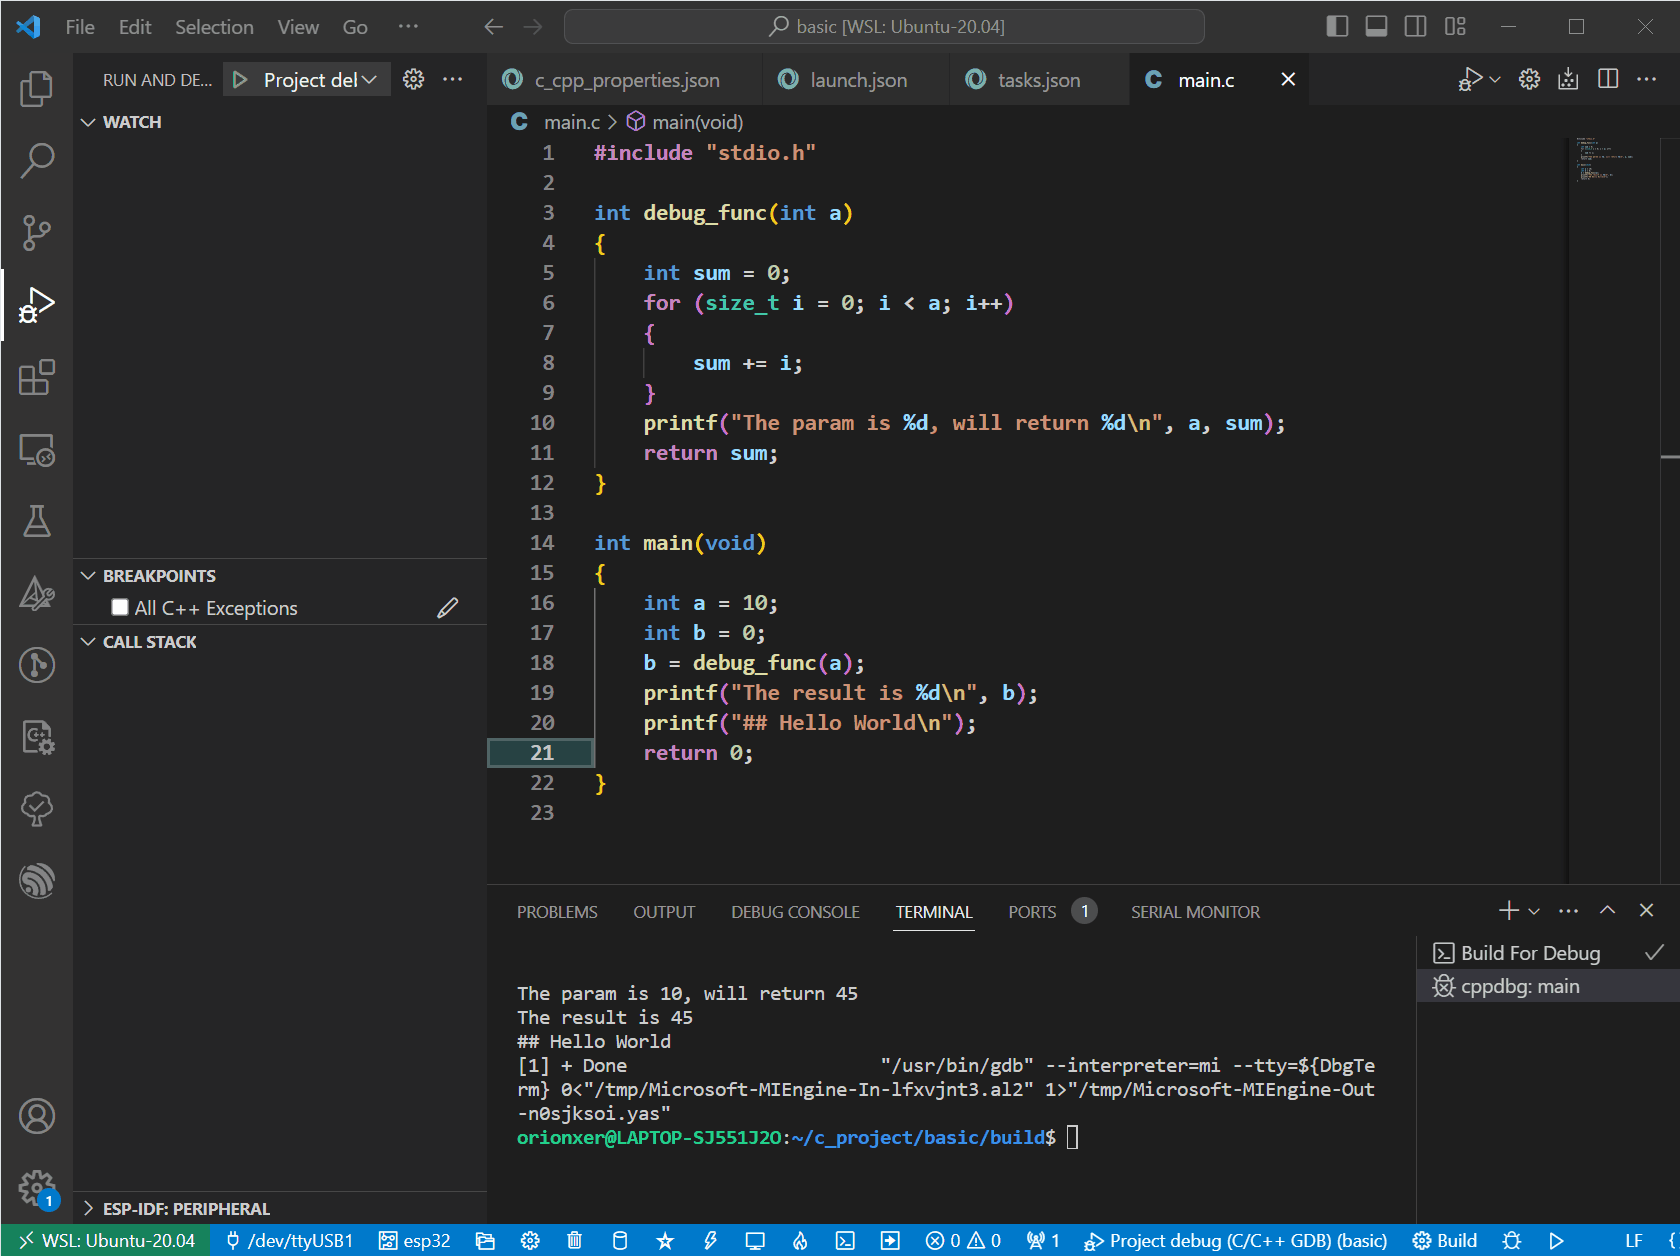 File Edit Selection View Go ··· basic [WSL: Ubuntu-20.04]
RUN AND DE... Project del
c_cpp_properties.json launch.json tasks.json C main.c
WATCH
C main.c > main(void)
1 #include "stdio.h"
2
3 int debug_func(int a)
4 {
5 int sum = 0;
6 for (size_t i = 0; i < a; i++)
7 {
8 sum += i;
9 }
10 printf("The param is %d, will return %d\n", a, sum);
11 return sum;
12 }
13
14 int main(void)
15 {
16 int a = 10;
17 int b = 0;
18 b = debug_func(a);
19 printf("The result is %d\n", b);
20 printf("## Hello World\n");
21 return 0;
22 }
23
BREAKPOINTS
All C++ Exceptions
CALL STACK
ESP-IDF: PERIPHERAL
1
PROBLEMS OUTPUT DEBUG CONSOLE TERMINAL PORTS 1 SERIAL MONITOR
Build For Debug
cppdbg: main
The param is 10, will return 45
The result is 45
## Hello World
[1] + Done "/usr/bin/gdb" --interpreter=mi --tty=${DbgTe
rm} 0<"/tmp/Microsoft-MIEngine-In-lfxvjnt3.al2" 1>"/tmp/Microsoft-MIEngine-Out
-n0sjksoi.yas"
orionxer@LAPTOP-SJ551J2O:~/c_project/basic/build$
WSL: Ubuntu-20.04 /dev/ttyUSB1 esp32 0 0 1 Project debug (C/C++ GDB) (basic) Build LF